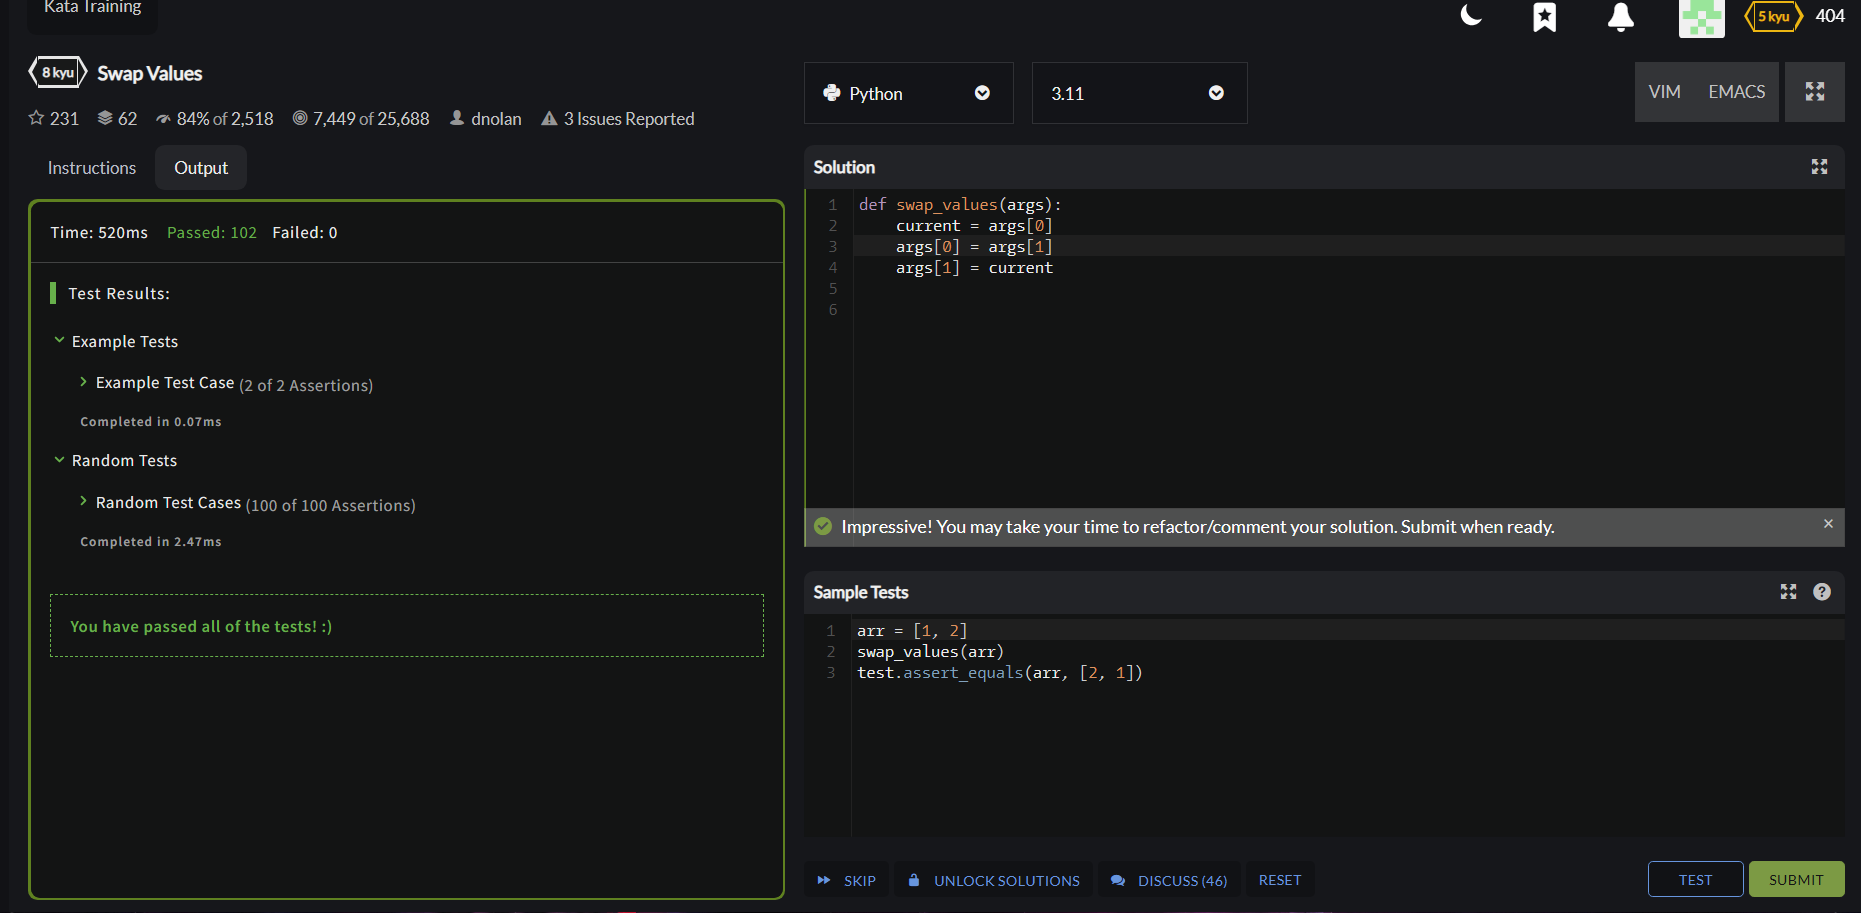 Kata Training
5 kyu 404
8 kyu Swap Values
231 62 84% of 2,518 7,449 of 25,688 dnolan 3 Issues Reported
Instructions Output
Time: 520ms Passed: 102 Failed: 0
Test Results:
Example Tests
Example Test Case (2 of 2 Assertions)
Completed in 0.07ms
Random Tests
Random Test Cases (100 of 100 Assertions)
Completed in 2.47ms
You have passed all of the tests! :)
Python 3.11 VIM EMACS
Solution
1 def swap_values(args):
2     current = args[0]
3     args[0] = args[1]
4     args[1] = current
5
6
Impressive! You may take your time to refactor/comment your solution. Submit when ready. ×
Sample Tests ?
1 arr = [1, 2]
2 swap_values(arr)
3 test.assert_equals(arr, [2, 1])
SKIP UNLOCK SOLUTIONS DISCUSS (46) RESET TEST SUBMIT